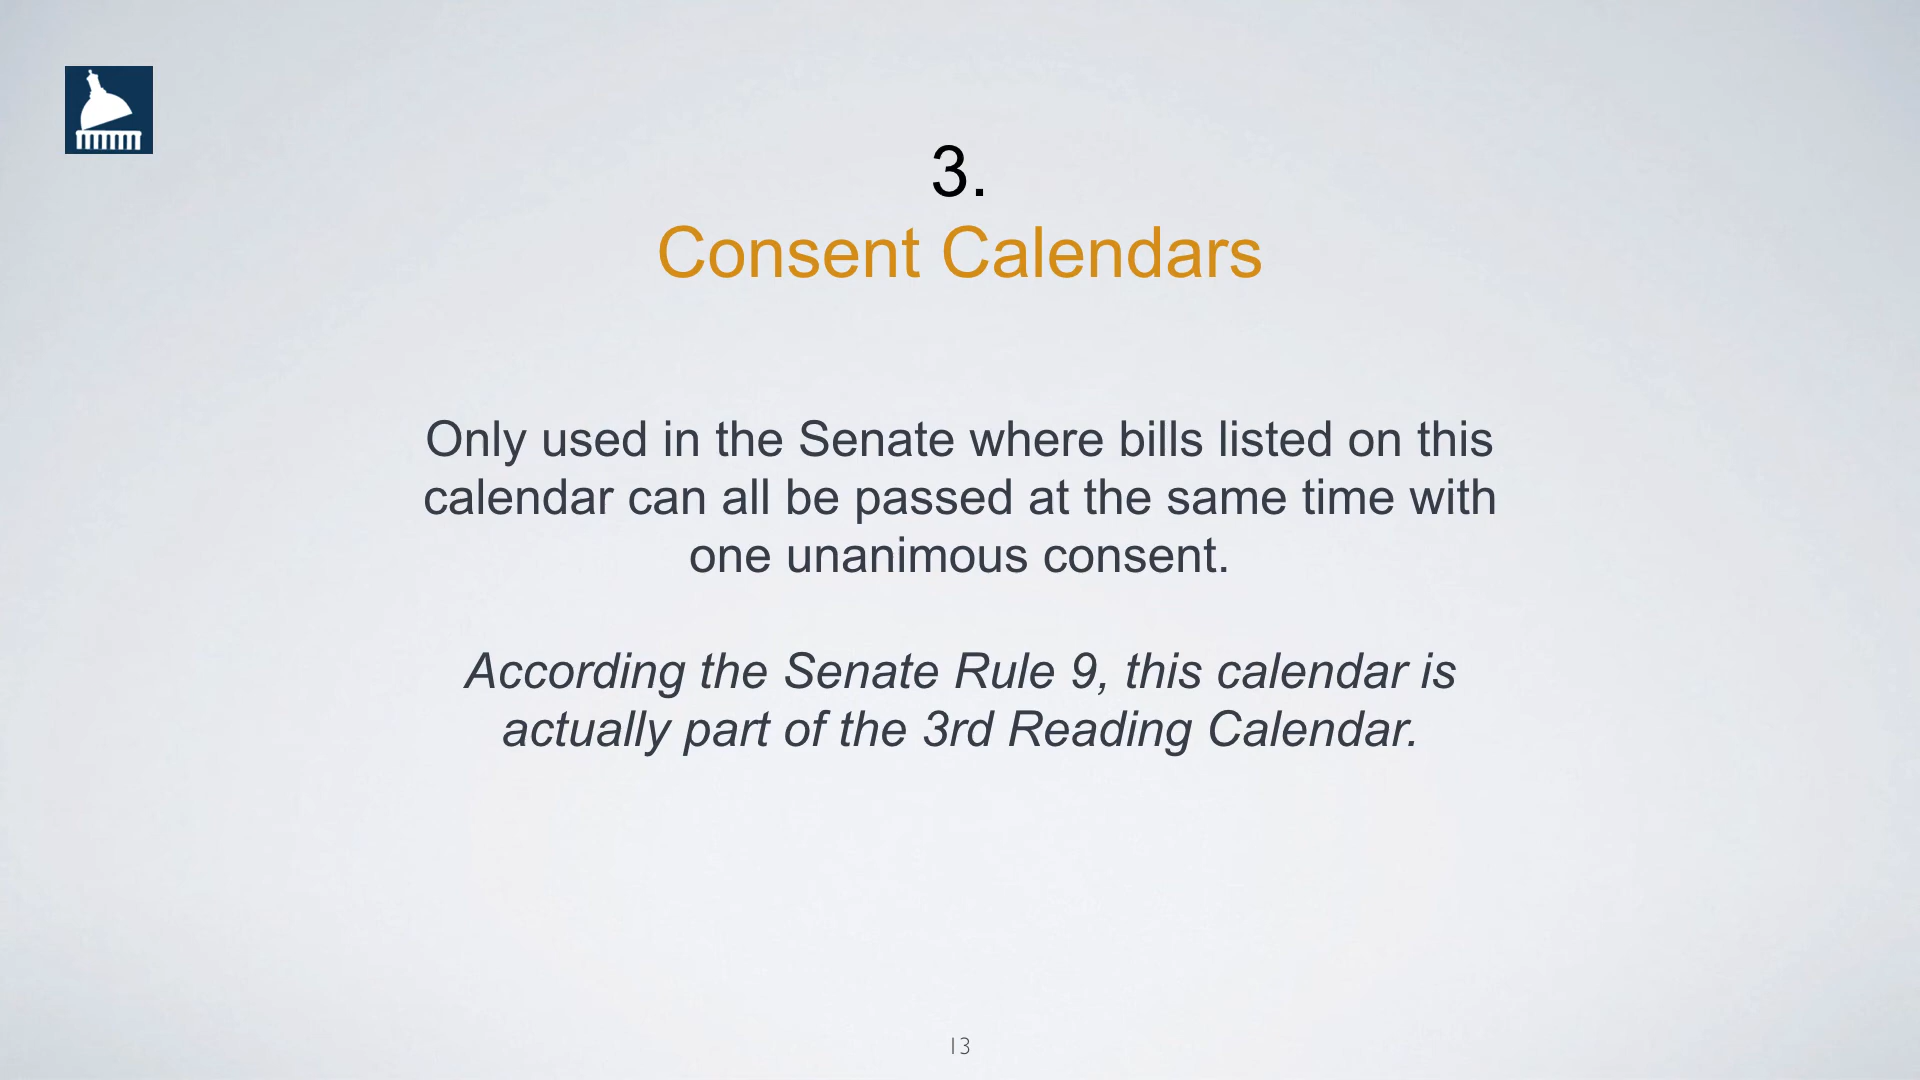 3.
Consent Calendars
Only used in the Senate where bills listed on this
calendar can all be passed at the same time with
one unanimous consent.
According the Senate Rule 9, this calendar is
actually part of the 3rd Reading Calendar.
13